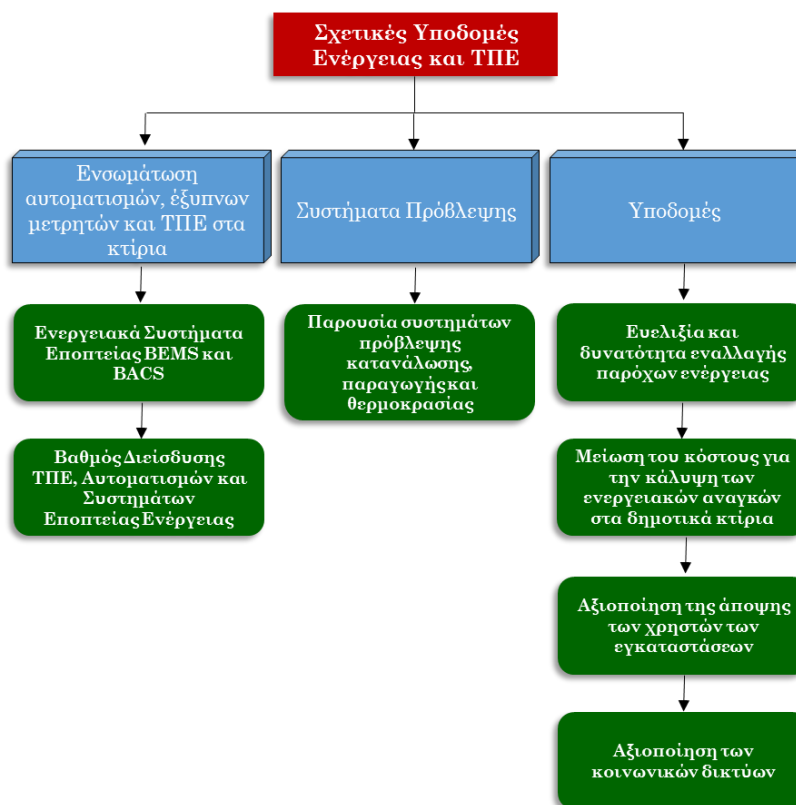 Σχετικές Υποδομές
Ενέργειας και ΤΠΕ
Ενσωμάτωση
αυτοματισμών, έξυπνων
μετρητών και ΤΠΕ στα
κτίρια
Συστήματα Πρόβλεψης
Υποδομές
Ενεργειακά Συστήματα
Εποπτείας BEMS και
BACS
Παρουσία συστημάτων
πρόβλεψης
κατανάλωσης,
παραγωγής και
θερμοκρασίας
Ευελιξία και
δυνατότητα εναλλαγής
παρόχων ενέργειας
Βαθμός Διείσδυσης
ΤΠΕ, Αυτοματισμών και
Συστημάτων
Εποπτείας Ενέργειας
Μείωση του κόστους για
την κάλυψη των
ενεργειακών αναγκών
στα δημοτικά κτίρια
Αξιοποίηση της άποψης
των χρηστών των
εγκαταστάσεων
Αξιοποίηση των
κοινωνικών δικτύων